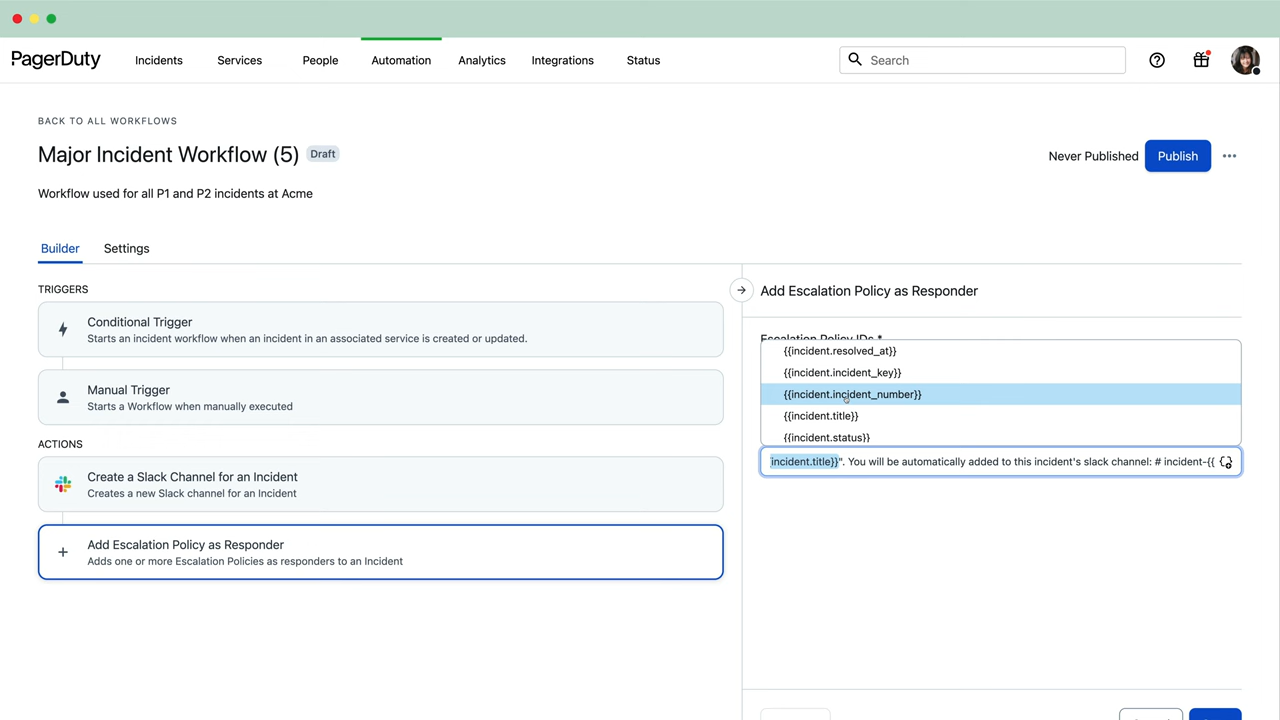 PagerDuty
Incidents
Services
People
Automation
Analytics
Integrations
Status
Search
BACK TO ALL WORKFLOWS
Major Incident Workflow (5)
Draft
Never Published
Publish
Workflow used for all P1 and P2 incidents at Acme
Builder
Settings
TRIGGERS
Conditional Trigger
Starts an incident workflow when an incident in an associated service is created or updated.
Manual Trigger
Starts a Workflow when manually executed
ACTIONS
Create a Slack Channel for an Incident
Creates a new Slack channel for an Incident
Add Escalation Policy as Responder
Adds one or more Escalation Policies as responders to an Incident
Add Escalation Policy as Responder
Escalation Policy IDs *
{{incident.resolved_at}}
{{incident.incident_key}}
{{incident.incident_number}}
{{incident.title}}
{{incident.status}}
incident.title}}". You will be automatically added to this incident's slack channel: # incident-{{